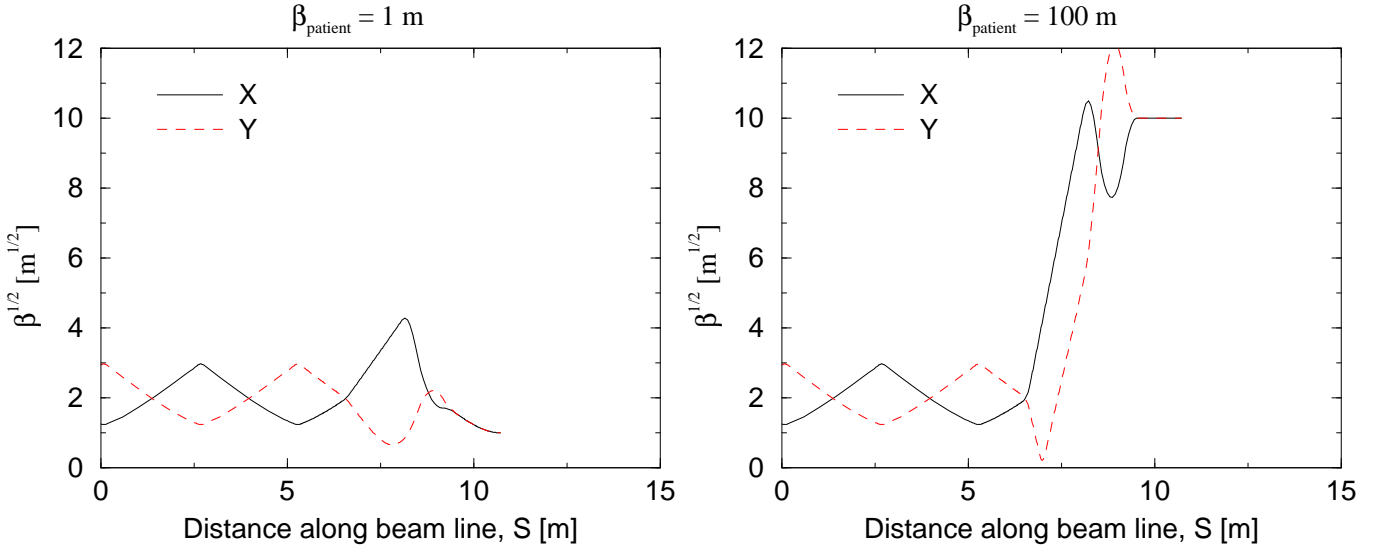 β_patient = 1 m
12
10
8
6
4
2
0
β^1/2 [m^1/2]
X
Y
0 5 10 15
Distance along beam line, S [m]
β_patient = 100 m
12
10
8
6
4
2
0
β^1/2 [m^1/2]
X
Y
0 5 10 15
Distance along beam line, S [m]